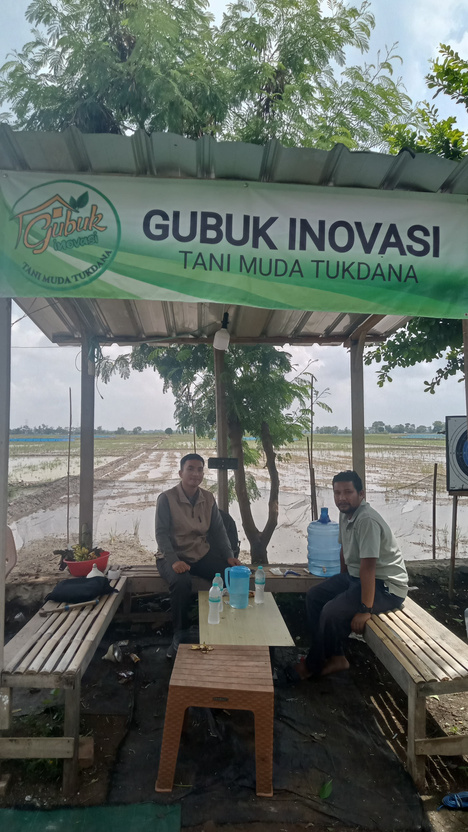 Gubuk
inovasi
TANI MUDA TUKDANA
GUBUK INOVASI
TANI MUDA TUKDANA